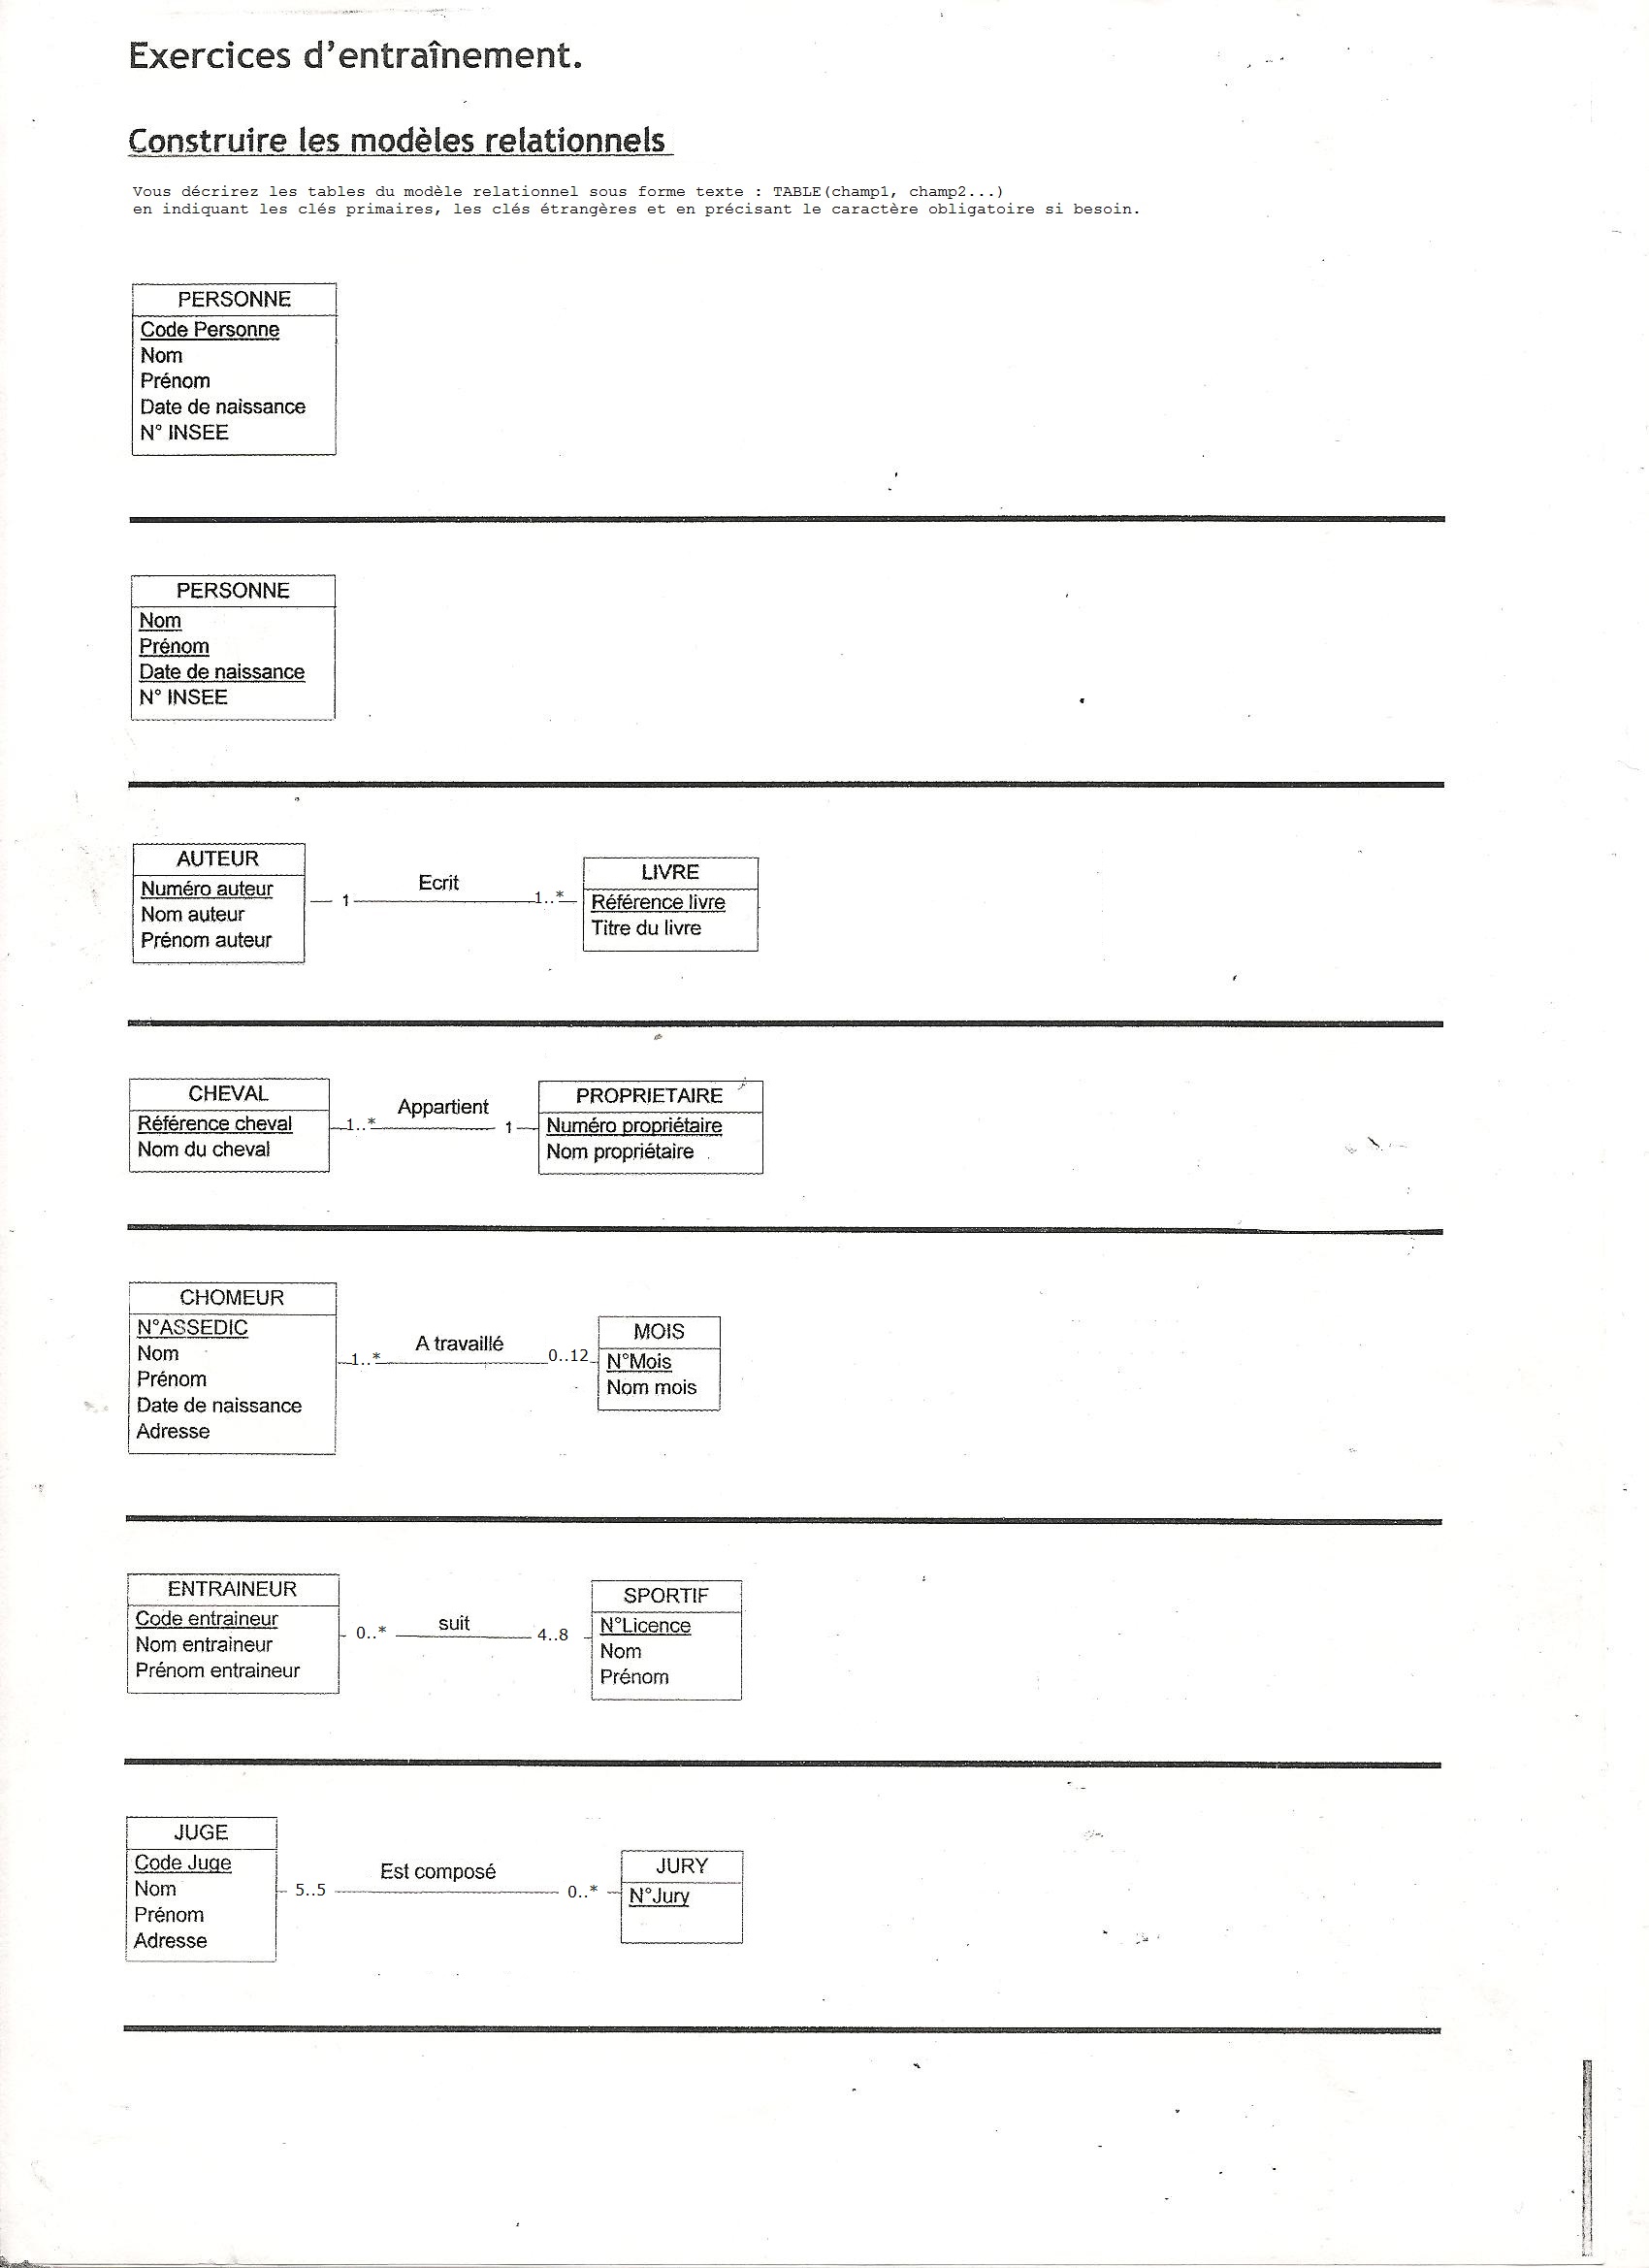 Exercices d'entraînement.
Construire les modèles relationnels
Vous décrirez les tables du modèle relationnel sous forme texte : TABLE(champ1, champ2...)
en indiquant les clés primaires, les clés étrangères et en précisant le caractère obligatoire si besoin.
PERSONNE
Code Personne
Nom
Prénom
Date de naissance
N° INSEE
PERSONNE
Nom
Prénom
Date de naissance
N° INSEE
AUTEUR
Numéro auteur
Nom auteur
Prénom auteur
1
Ecrit
1..*
LIVRE
Référence livre
Titre du livre
CHEVAL
Référence cheval
Nom du cheval
1..*
Appartient
1
PROPRIETAIRE
Numéro propriétaire
Nom propriétaire
CHOMEUR
N°ASSEDIC
Nom
Prénom
Date de naissance
Adresse
1..*
A travaillé
0..12
MOIS
N°Mois
Nom mois
ENTRAINEUR
Code entraineur
Nom entraineur
Prénom entraineur
0..*
suit
4..8
SPORTIF
N°Licence
Nom
Prénom
JUGE
Code Juge
Nom
Prénom
Adresse
5..5
Est composé
0..*
JURY
N°Jury